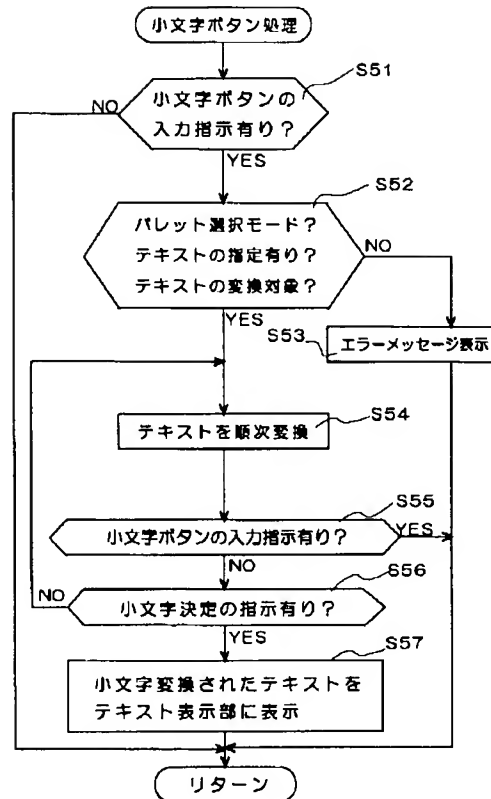 小文字ボタン処理
S51
NO
小文字ボタンの
入力指示有り？
YES
S52
パレット選択モード？
テキストの指定有り？
テキストの変換対象？
NO
YES
S53
エラーメッセージ表示
S54
テキストを順次変換
S55
小文字ボタンの入力指示有り？
YES
NO
S56
NO
小文字決定の指示有り？
YES
S57
小文字変換されたテキストを
テキスト表示部に表示
リターン